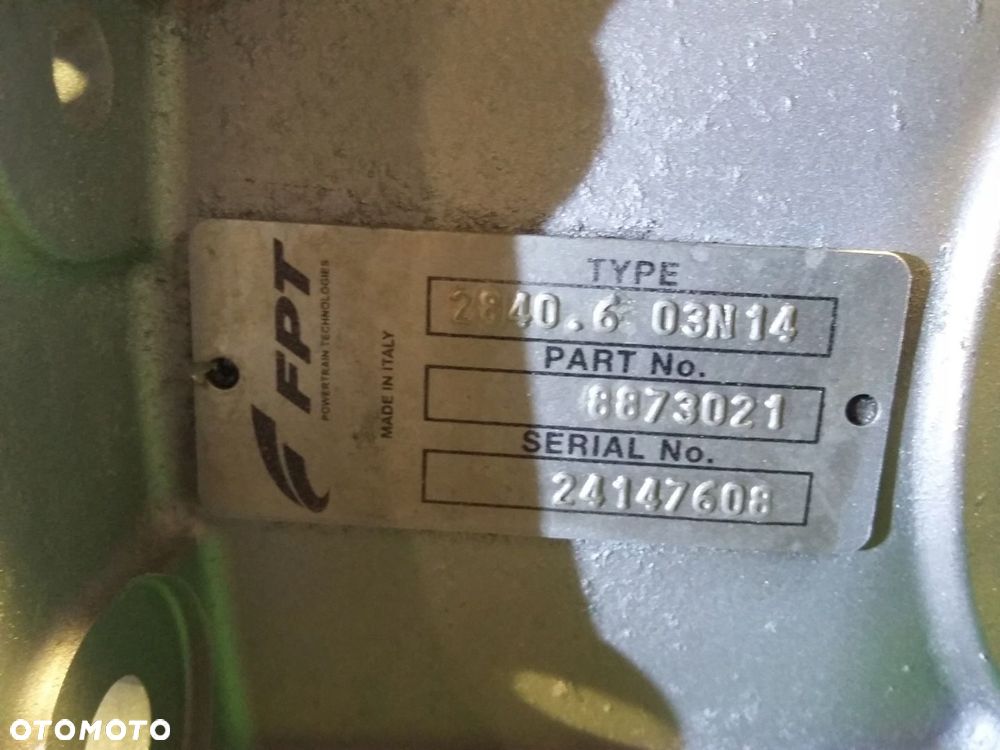 FPT
POWERTRAIN TECHNOLOGIES
MADE IN ITALY
TYPE
2840.6 03N14
PART No.
8873021
SERIAL No.
24147608
OTOMOTO